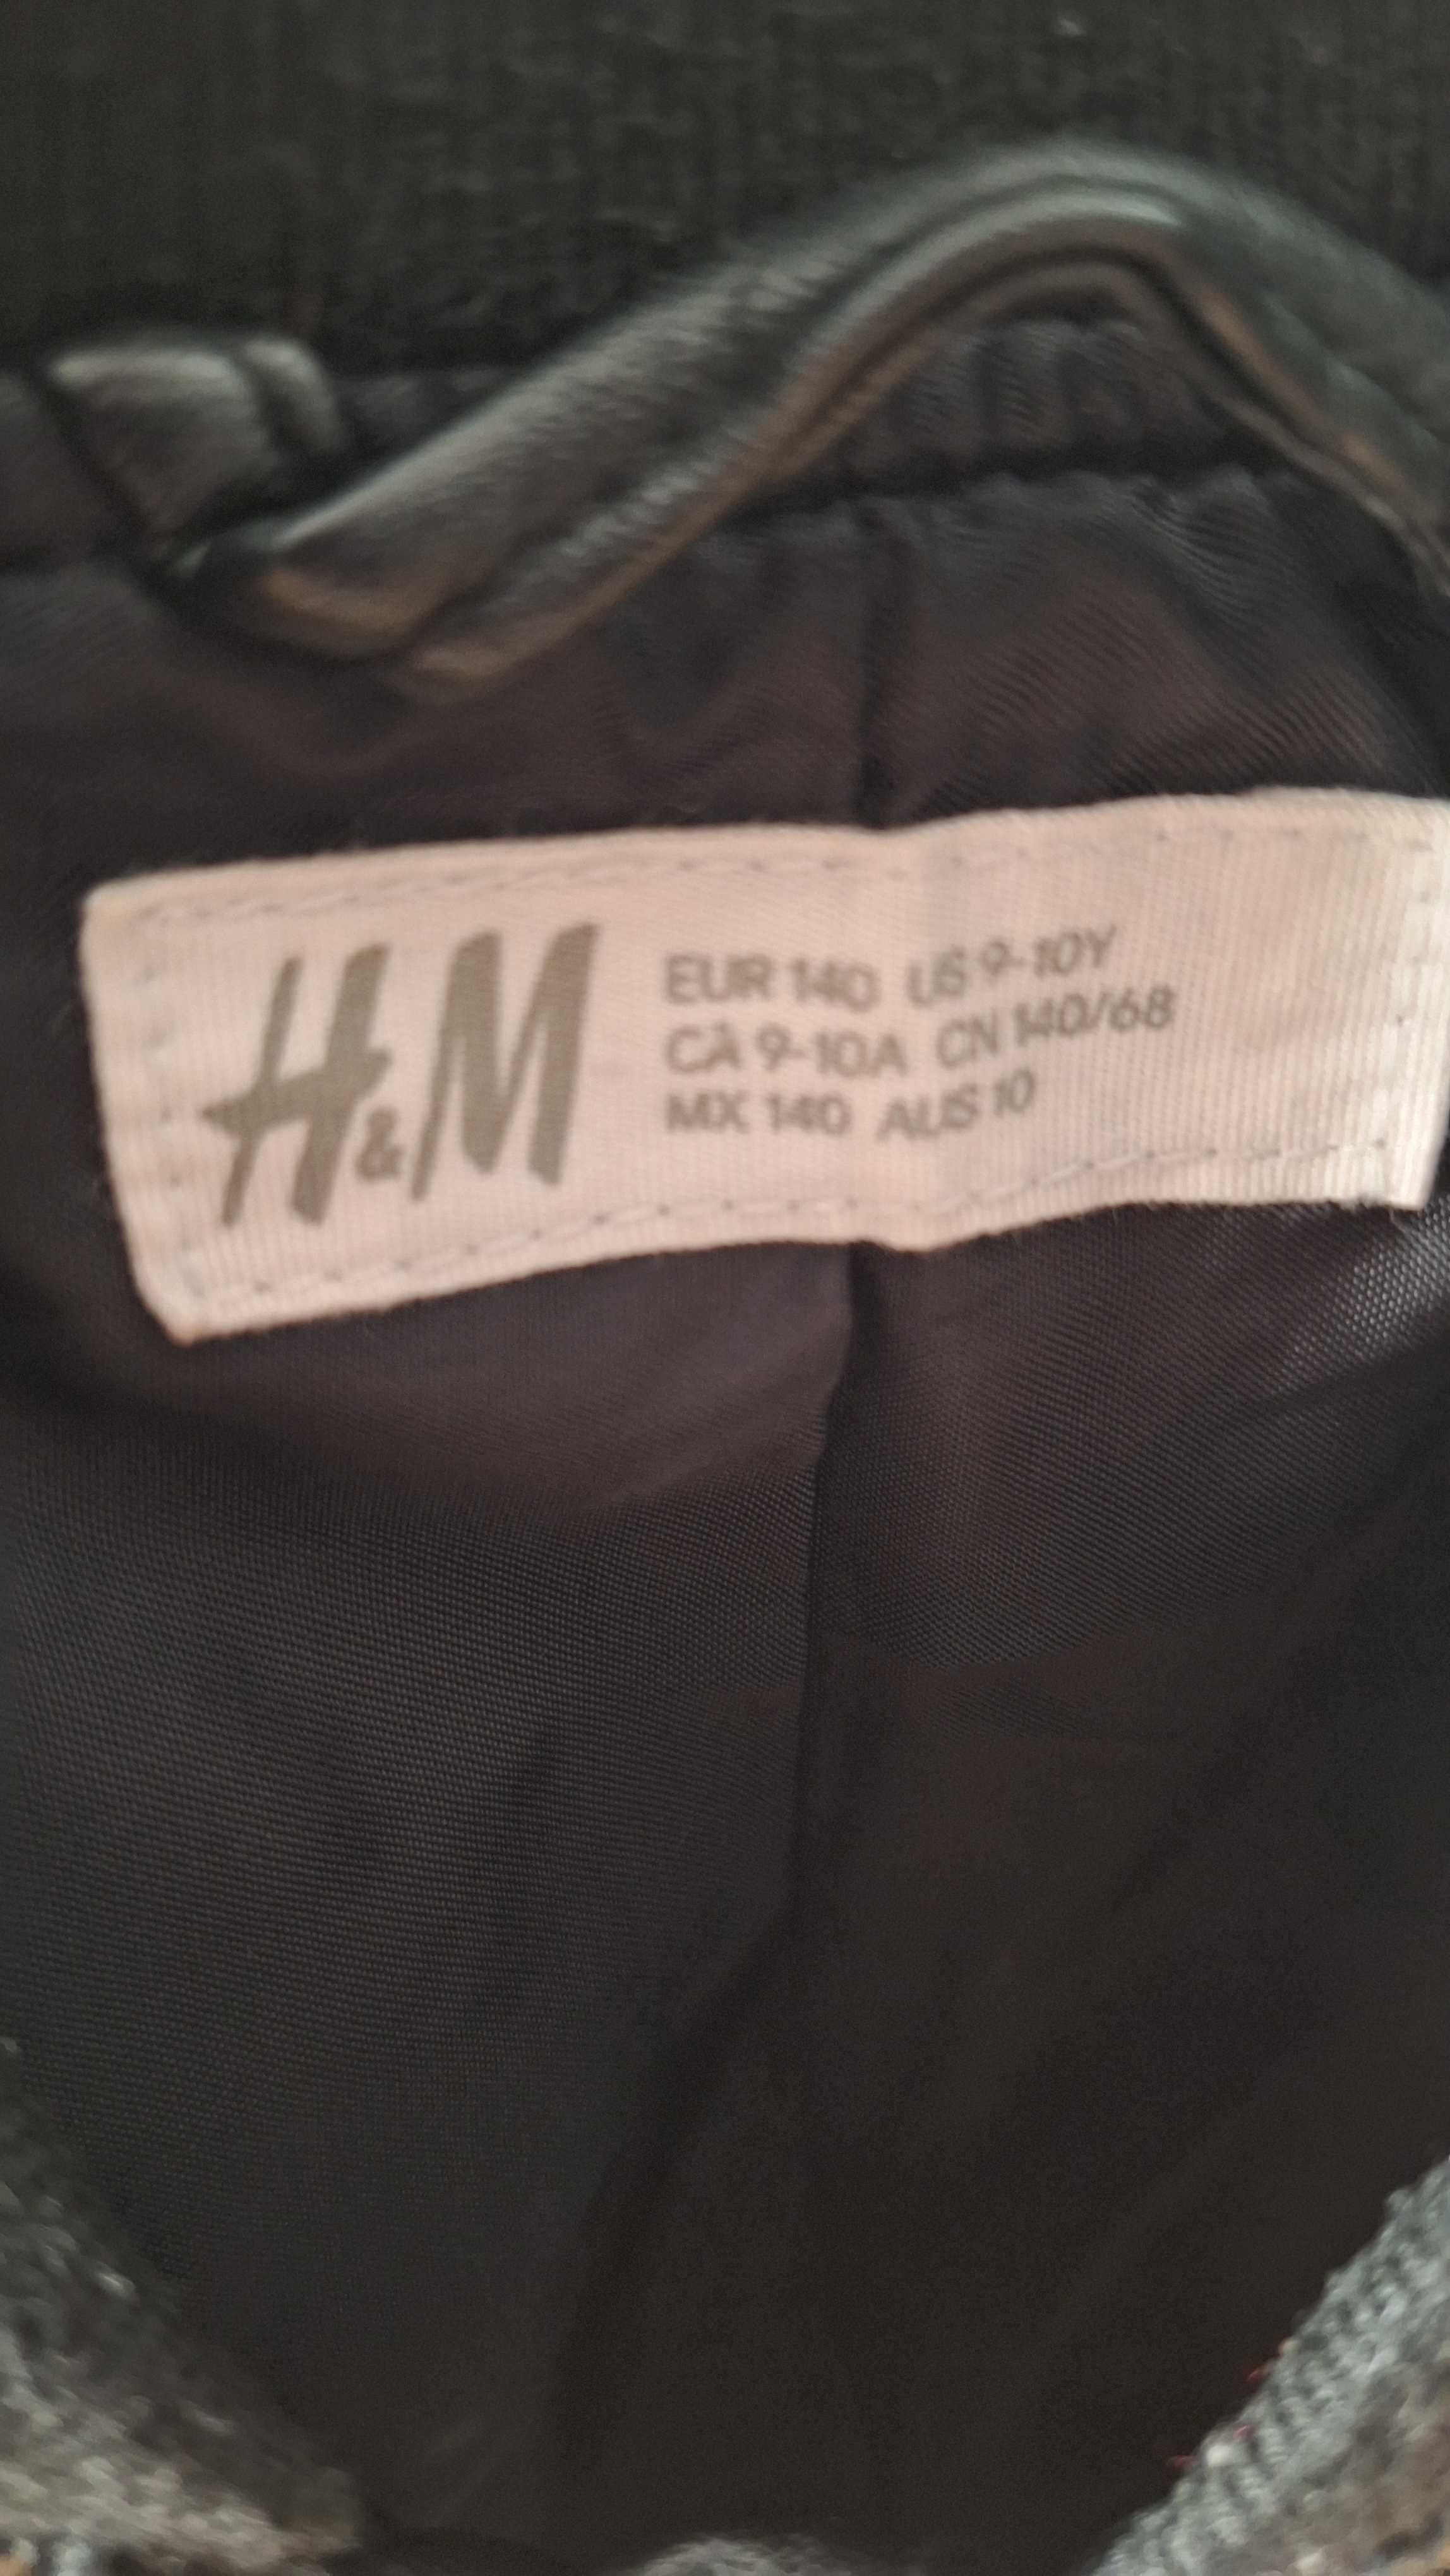 H&M
EUR 140 US 9-10Y
CA 9-10A CN 140/68
MX 140 AUS 10